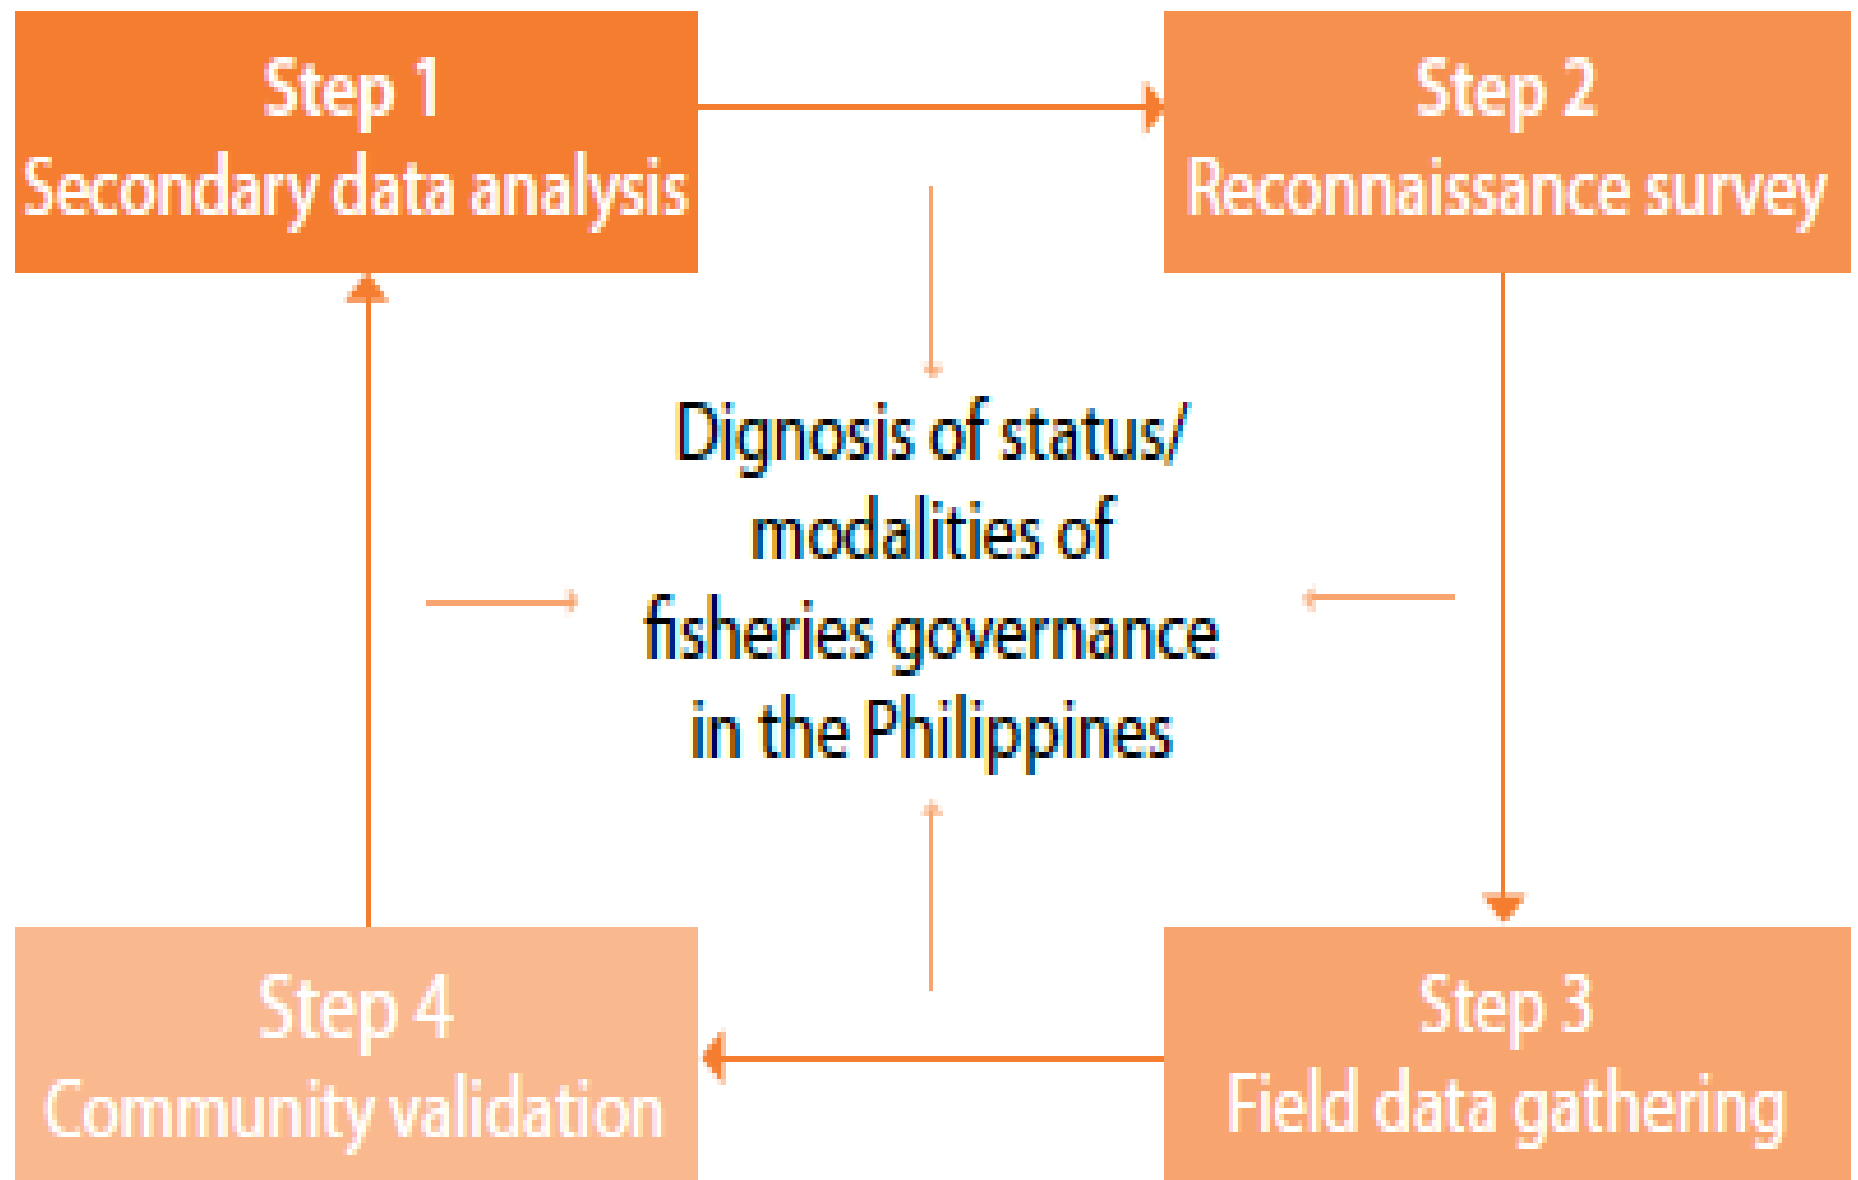 Step 1
Secondary data analysis
Step 2
Reconnaissance survey
Dignosis of status/
modalities of
fisheries governance
in the Philippines
Step 4
Community validation
Step 3
Field data gathering